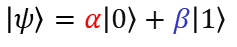 |ψ⟩ = α|0⟩ + β|1⟩